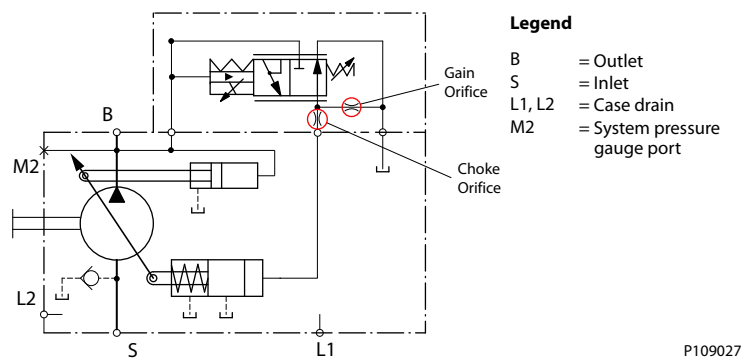 Legend
B = Outlet
S = Inlet
L1, L2 = Case drain
M2 = System pressure
gauge port
Gain
Orifice
Choke
Orifice
B
M2
L2
S
L1
P109027